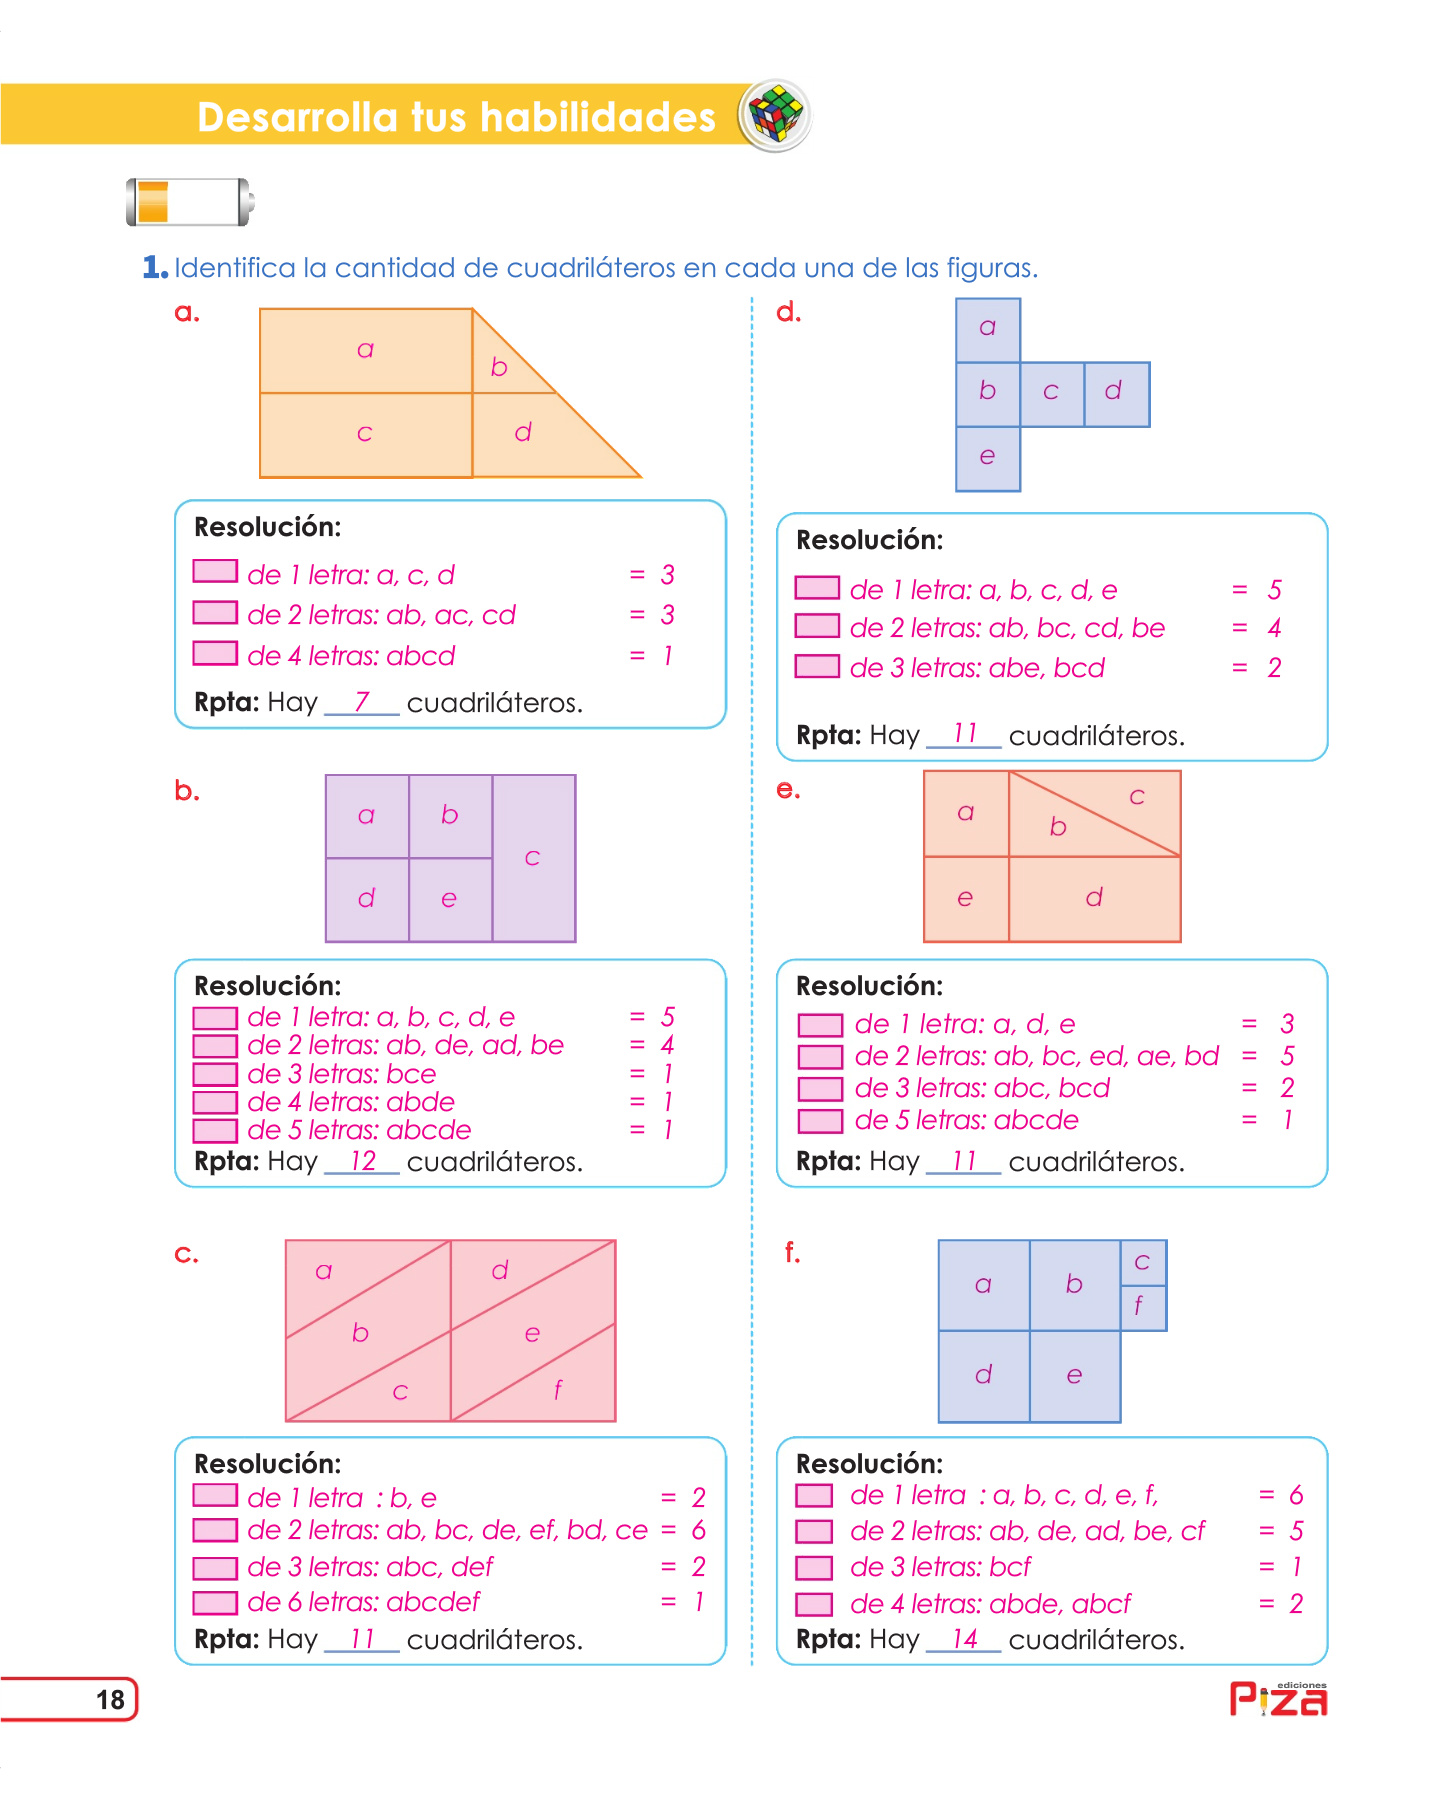 Desarrolla tus habilidades
1. Identifica la cantidad de cuadriláteros en cada una de las figuras.
a.
a
b
c
d
Resolución:
de 1 letra: a, c, d = 3
de 2 letras: ab, ac, cd = 3
de 4 letras: abcd = 1
Rpta: Hay 7 cuadriláteros.
b.
a b
c
d e
Resolución:
de 1 letra: a, b, c, d, e = 5
de 2 letras: ab, de, ad, be = 4
de 3 letras: bce = 1
de 4 letras: abde = 1
de 5 letras: abcde = 1
Rpta: Hay 12 cuadriláteros.
c.
a d
b e
c f
Resolución:
de 1 letra : b, e = 2
de 2 letras: ab, bc, de, ef, bd, ce = 6
de 3 letras: abc, def = 2
de 6 letras: abcdef = 1
Rpta: Hay 11 cuadriláteros.
d.
a
b c d
e
Resolución:
de 1 letra: a, b, c, d, e = 5
de 2 letras: ab, bc, cd, be = 4
de 3 letras: abe, bcd = 2
Rpta: Hay 11 cuadriláteros.
e.
c
a
b
e d
Resolución:
de 1 letra: a, d, e = 3
de 2 letras: ab, bc, ed, ae, bd = 5
de 3 letras: abc, bcd = 2
de 5 letras: abcde = 1
Rpta: Hay 11 cuadriláteros.
f.
c
a b
f
d e
Resolución:
de 1 letra : a, b, c, d, e, f, = 6
de 2 letras: ab, de, ad, be, cf = 5
de 3 letras: bcf = 1
de 4 letras: abde, abcf = 2
Rpta: Hay 14 cuadriláteros.
18
ediciones
Piza